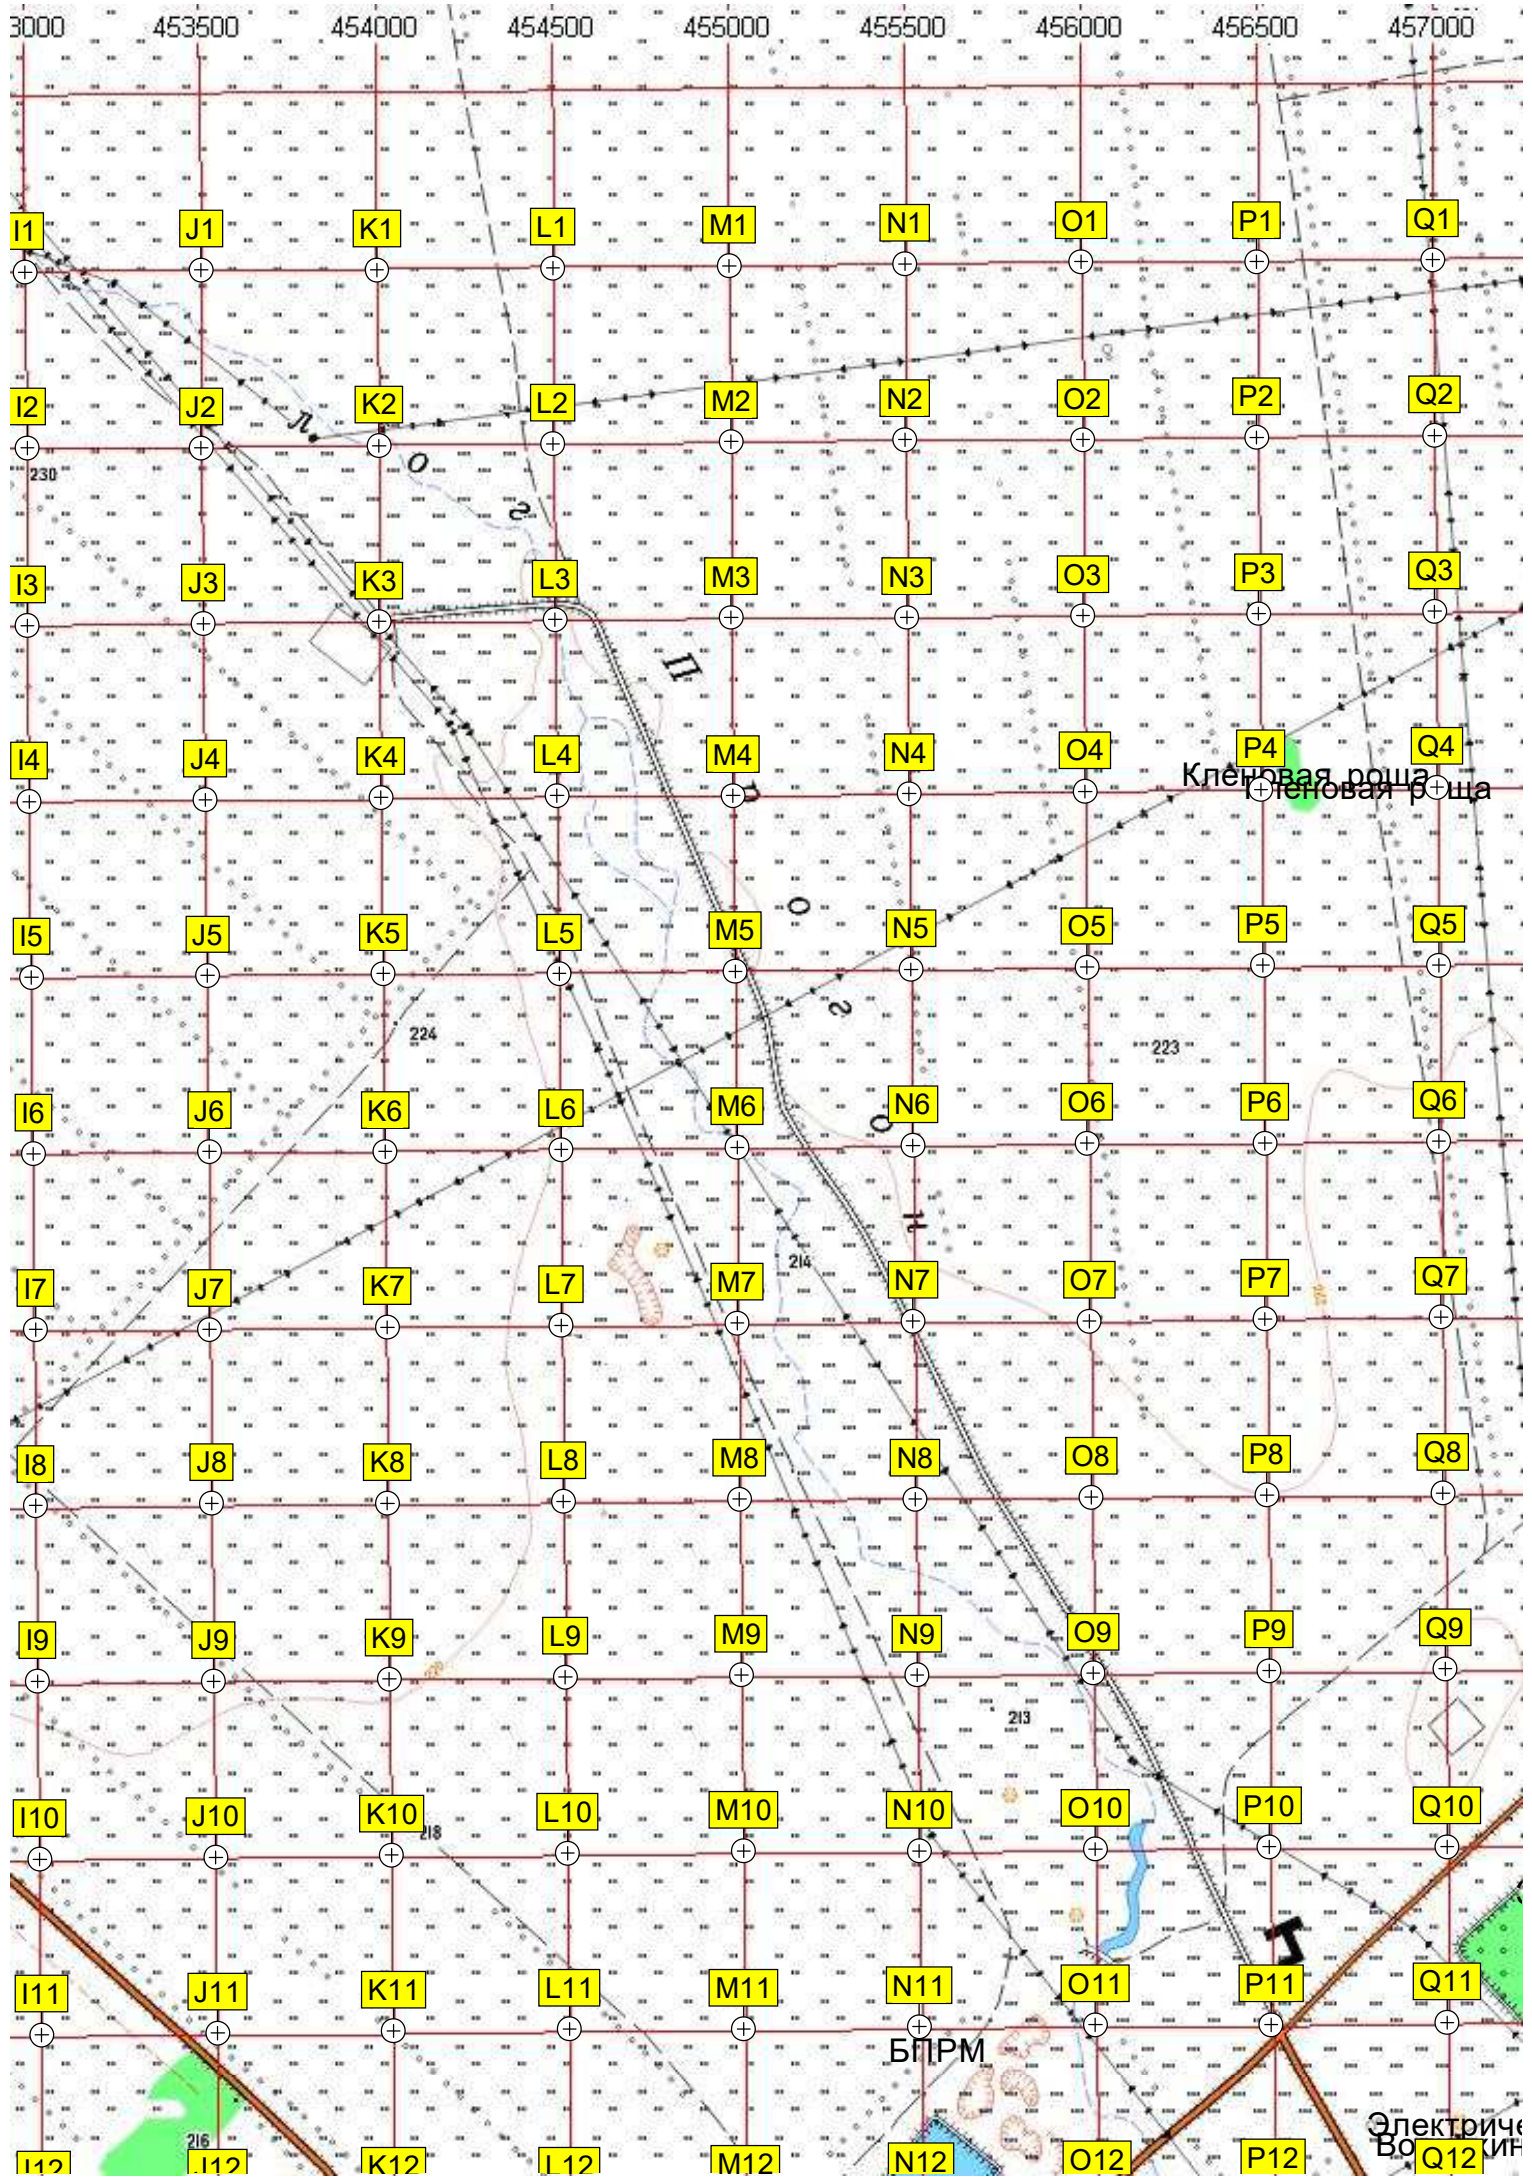 3000 453500 454000 454500 455000 455500 456000 456500 457000
I1 J1 K1 L1 M1 N1 O1 P1 Q1
I2 J2 K2 L2 M2 N2 O2 P2 Q2
л
230
о
г
I3 J3 K3 L3 M3 N3 O3 P3 Q3
П
I4 J4 K4 L4 M4 N4 O4 P4 Q4
Кленовая роща
Кленовая роща
о
I5 J5 K5 L5 M5 N5 O5 P5 Q5
г
224
223
I6 J6 K6 L6 M6 N6 O6 P6 Q6
о
214
I7 J7 K7 L7 M7 N7 O7 P7 Q7
I8 J8 K8 L8 M8 N8 O8 P8 Q8
I9 J9 K9 L9 M9 N9 O9 P9 Q9
213
I10 J10 K10 L10 M10 N10 O10 P10 Q10
218
I11 J11 K11 L11 M11 N11 O11 P11 Q11
БПРМ
216
Электриче
I12 J12 K12 L12 M12 N12 O12 P12 Q12